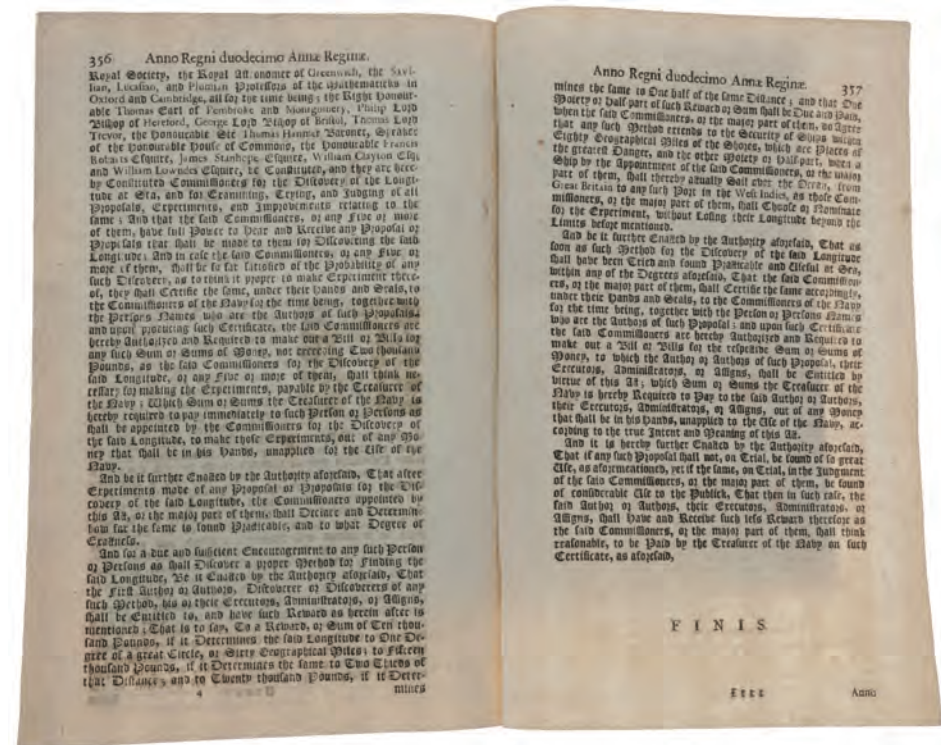 356 Anno Regni duodecimo Annæ Reginæ.
Royal Society, the Royal Astronomer of Greenwich, the Savi-
lian, Lucasian, and Plumian Professors of the Mathematicks in
Oxford and Cambridge, all for the time being; the Right Honour-
able Thomas Earl of Pembroke and Montgomery, Philip Lord
Bishop of Hereford, George Lord Bishop of Bristol, Thomas Lord
Trevor, the Honourable Sir Thomas Hanmer Baronet, Speaker
of the Honourable House of Commons, the Honourable Francis
Robarts Esquire, James Stanhope Esquire, William Clayton Esq;
and William Lowndes Esquire, be Constituted, and they are here-
by Constituted Commissioners for the Discovery of the Longi-
tude at Sea, and for Examining, Trying, and Judging of all
Proposals, Experiments, and Improvements relating to the
same; And that the said Commissioners, or any Five or more
of them, have full Power to Hear and Receive any Proposal or
Proposals that shall be made to them for Discovering the said
Longitude; And in case the said Commissioners, or any Five or
more of them, shall be so far satisfied of the Probability of any
such Discovery, as to think it proper to make Experiment there-
of, they shall Certifie the same, under their Hands and Seals, to
the Commissioners of the Navy for the time being, together with
the Persons Names who are the Authors of such Proposals;
and upon producing such Certificate, the said Commissioners are
hereby Authorized and Required to make out a Bill or Bills for
any such Sum or Sums of Money, not exceeding Two thousand
Pounds, as the said Commissioners for the Discovery of the
said Longitude, or any Five or more of them, shall think ne-
cessary for making the Experiments, payable by the Treasurer of
the Navy; Which Sum or Sums the Treasurer of the Navy is
hereby required to pay immediately to such Person or Persons as
shall be appointed by the Commissioners for the Discovery of
the said Longitude, to make those Experiments, out of any Mo-
ney that shall be in his Hands, unapplied for the Use of the
Navy.
And be it further Enacted by the Authority aforesaid, That after
Experiments made of any Proposal or Proposals for the Dis-
covery of the said Longitude, the Commissioners appointed by
this Act, or the major part of them, shall Declare and Determine
how far the same is found Practicable, and to what Degree of
Exactness.
And for a due and sufficient Encouragement to any such Person
or Persons as shall Discover a proper Method for Finding the
said Longitude, Be it Enacted by the Authority aforesaid, That
the First Author or Authors, Discoverer or Discoverers of any
such Method, his or their Executors, Administrators, or Assigns,
shall be Entitled to, and have such Reward as herein after is
mentioned; That is to say, To a Reward, or Sum of Ten thou-
sand Pounds, if it Determines the said Longitude to One De-
gree of a great Circle, or Sixty Geographical Miles; to Fifteen
thousand Pounds, if it Determines the same to Two Thirds of
that Distance; and to Twenty thousand Pounds, if it Deter-
4 mines
Anno Regni duodecimo Annæ Reginæ. 357
mines the same to One half of the same Distance; and that One
Moiety or Half part of such Reward or Sum shall be Due and Paid,
when the said Commissioners, or the major part of them, do Agree
that any such Method extends to the Security of Ships within
Eighty Geographical Miles of the Shores, which are Places of
the greatest Danger, and the other Moiety or Half part, when a
Ship by the Appointment of the said Commissioners, or the major
part of them, shall thereby actually Sail over the Ocean, from
Great Britain to any such Port in the West Indies, as those Com-
missioners, or the major part of them, shall Choose or Nominate
for the Experiment, without Losing their Longitude beyond the
Limits before mentioned.
And be it further Enacted by the Authority aforesaid, That as
soon as such Method for the Discovery of the said Longitude
shall have been Tried and found Practicable and Useful at Sea,
within any of the Degrees aforesaid, That the said Commission-
ers, or the major part of them, shall Certifie the same accordingly,
under their Hands and Seals, to the Commissioners of the Navy
for the time being, together with the Person or Persons Names
who are the Authors of such Proposal; and upon such Certificate
the said Commissioners are hereby Authorized and Required to
make out a Bill or Bills for the respective Sum or Sums of
Money, to which the Author or Authors of such Proposal, their
Executors, Administrators, or Assigns, shall be Entitled by
virtue of this Act; which Sum or Sums the Treasurer of the
Navy is hereby Required to Pay to the said Author or Authors,
their Executors, Administrators, or Assigns, out of any Money
that shall be in his Hands, unapplied to the Use of the Navy, ac-
cording to the true Intent and Meaning of this Act.
And it is hereby further Enacted by the Authority aforesaid,
That if any such Proposal shall not, on Trial, be found of so great
Use, as aforementioned, yet if the same, on Trial, in the Judgment
of the said Commissioners, or the major part of them, be found
of considerable Use to the Publick, That then in such case, the
said Author or Authors, their Executors, Administrators, or
Assigns, shall Have and Receive such less Reward therefore as
the said Commissioners, or the major part of them, shall think
reasonable, to be Paid by the Treasurer of the Navy on such
Certificate, as aforesaid,
FINIS.
Anno